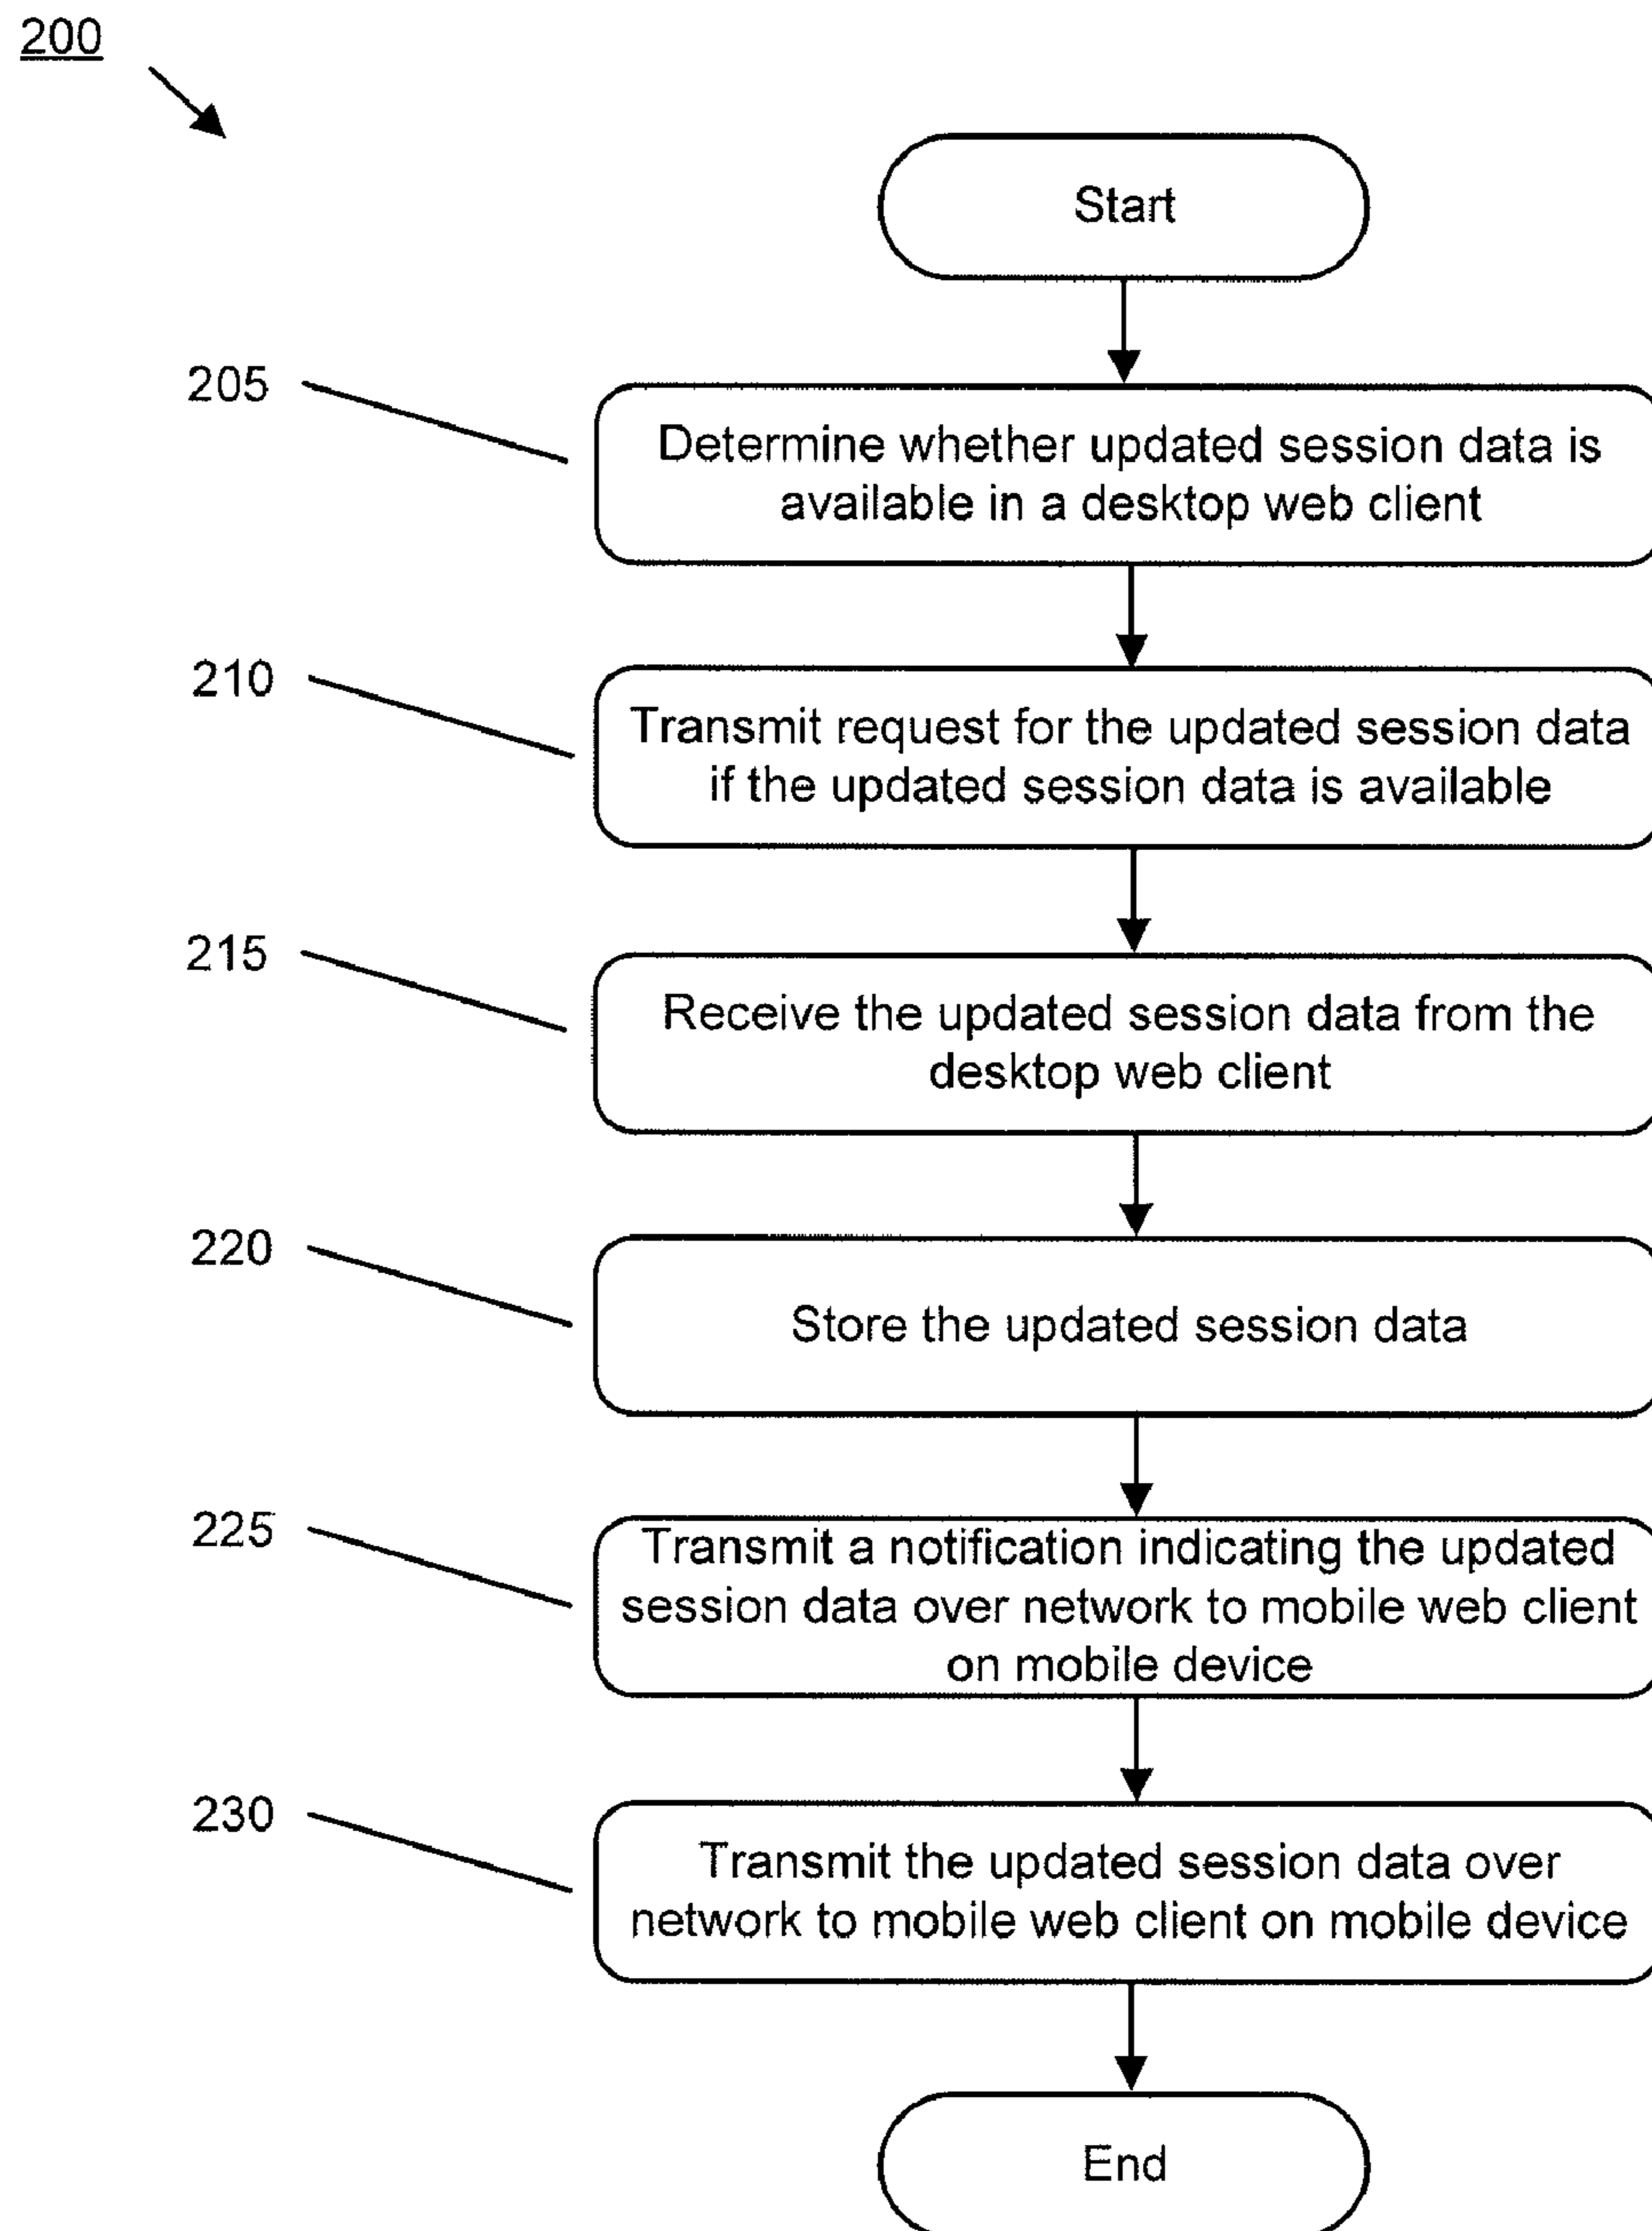 200
Start
205
Determine whether updated session data is
available in a desktop web client
210
Transmit request for the updated session data
if the updated session data is available
215
Receive the updated session data from the
desktop web client
220
Store the updated session data
225
Transmit a notification indicating the updated
session data over network to mobile web client
on mobile device
230
Transmit the updated session data over
network to mobile web client on mobile device
End